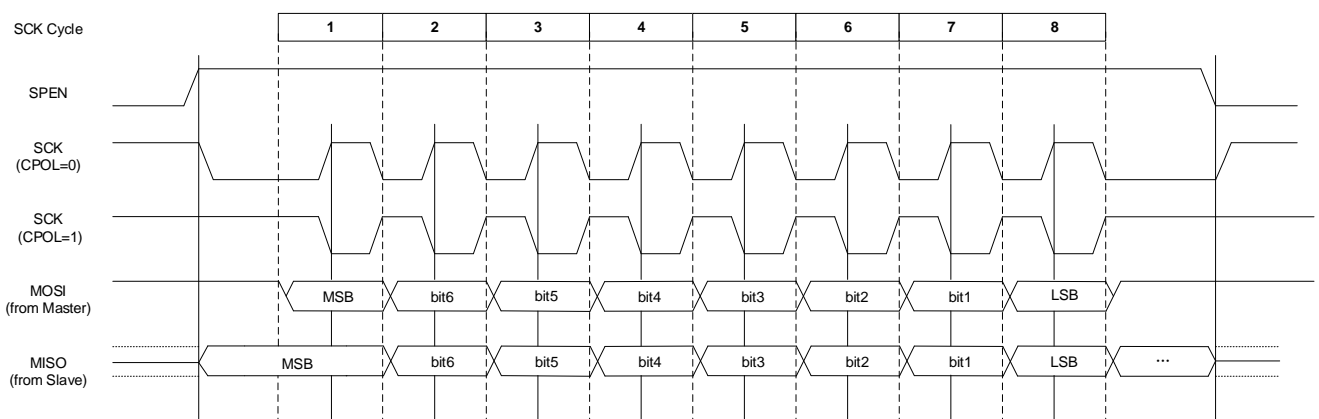 SCK Cycle 1 2 3 4 5 6 7 8
SPEN
SCK
(CPOL=0)
SCK
(CPOL=1)
MOSI
(from Master)
MSB bit6 bit5 bit4 bit3 bit2 bit1 LSB
MISO
(from Slave)
MSB bit6 bit5 bit4 bit3 bit2 bit1 LSB ...